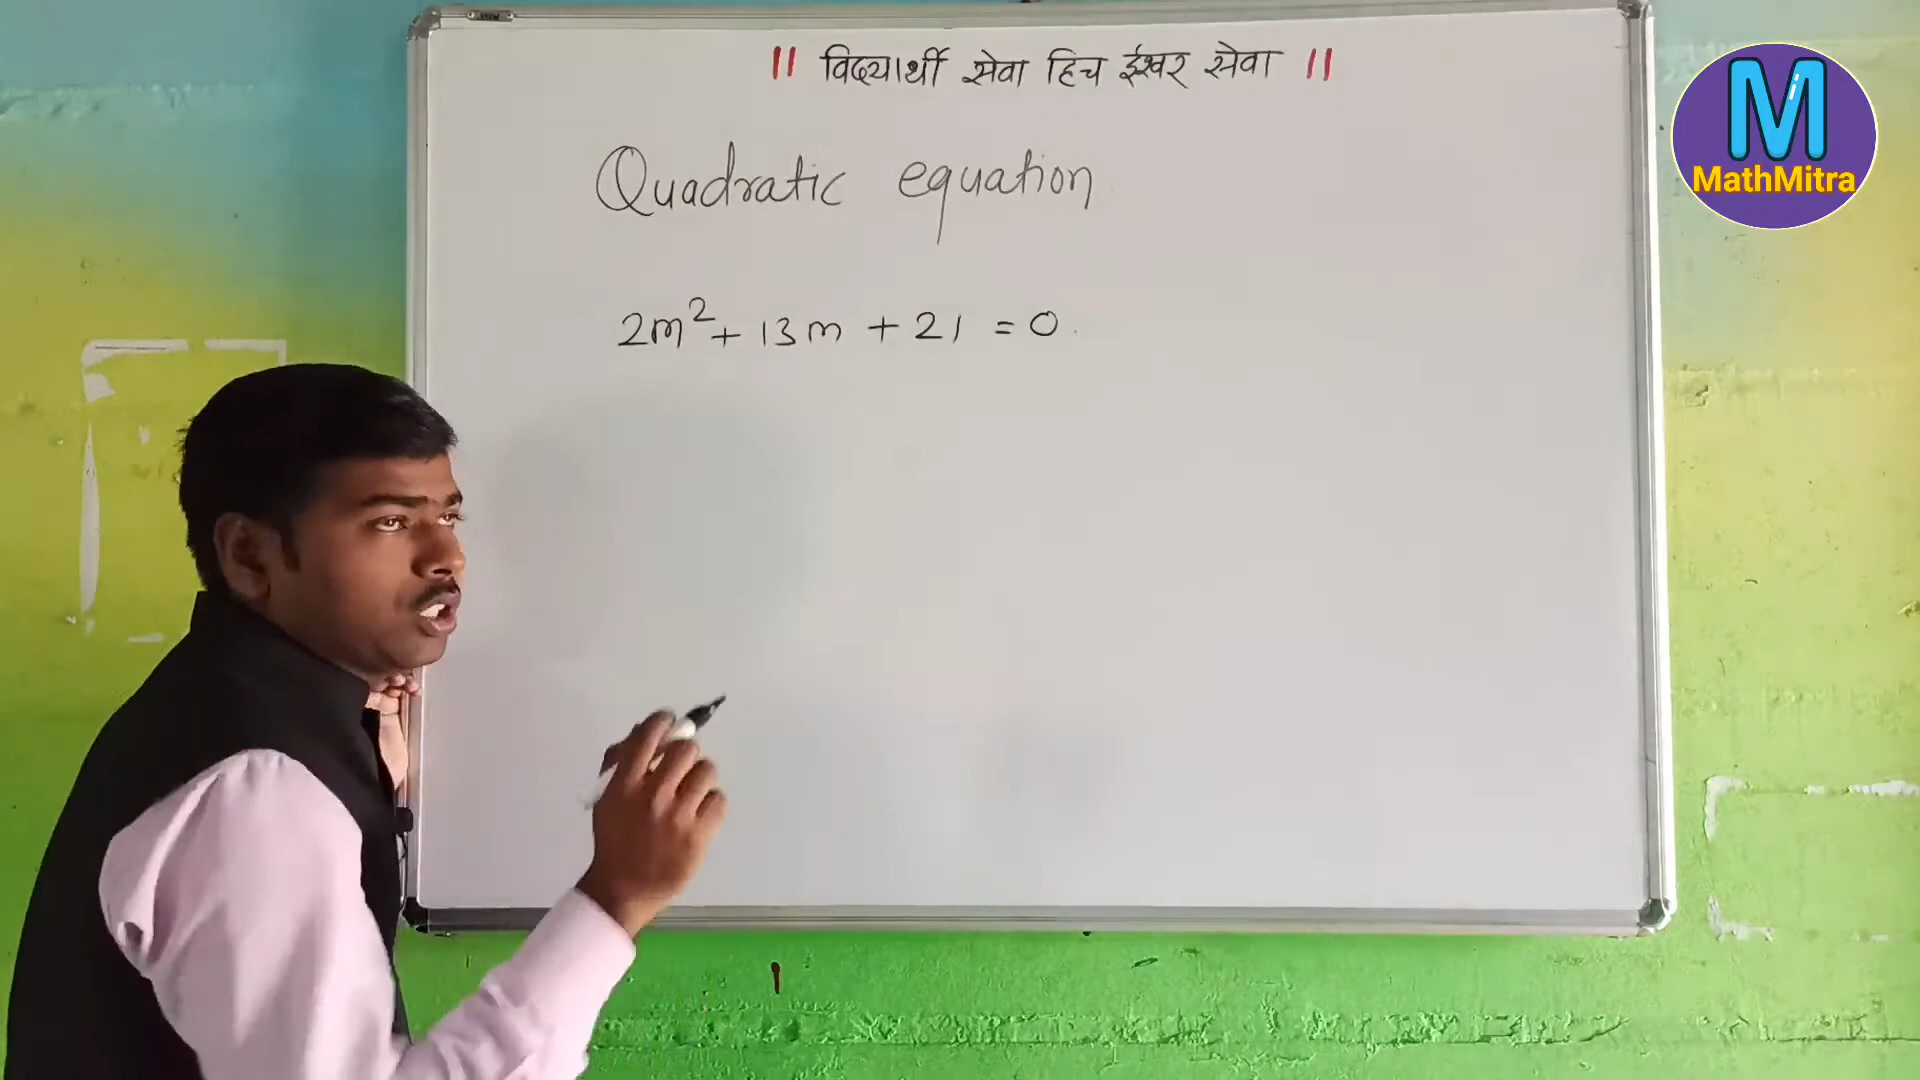 || विद्यार्थी सेवा हिच ईश्वर सेवा ||
M
MathMitra
Quadratic equation
2m² + 13m + 21 = 0.